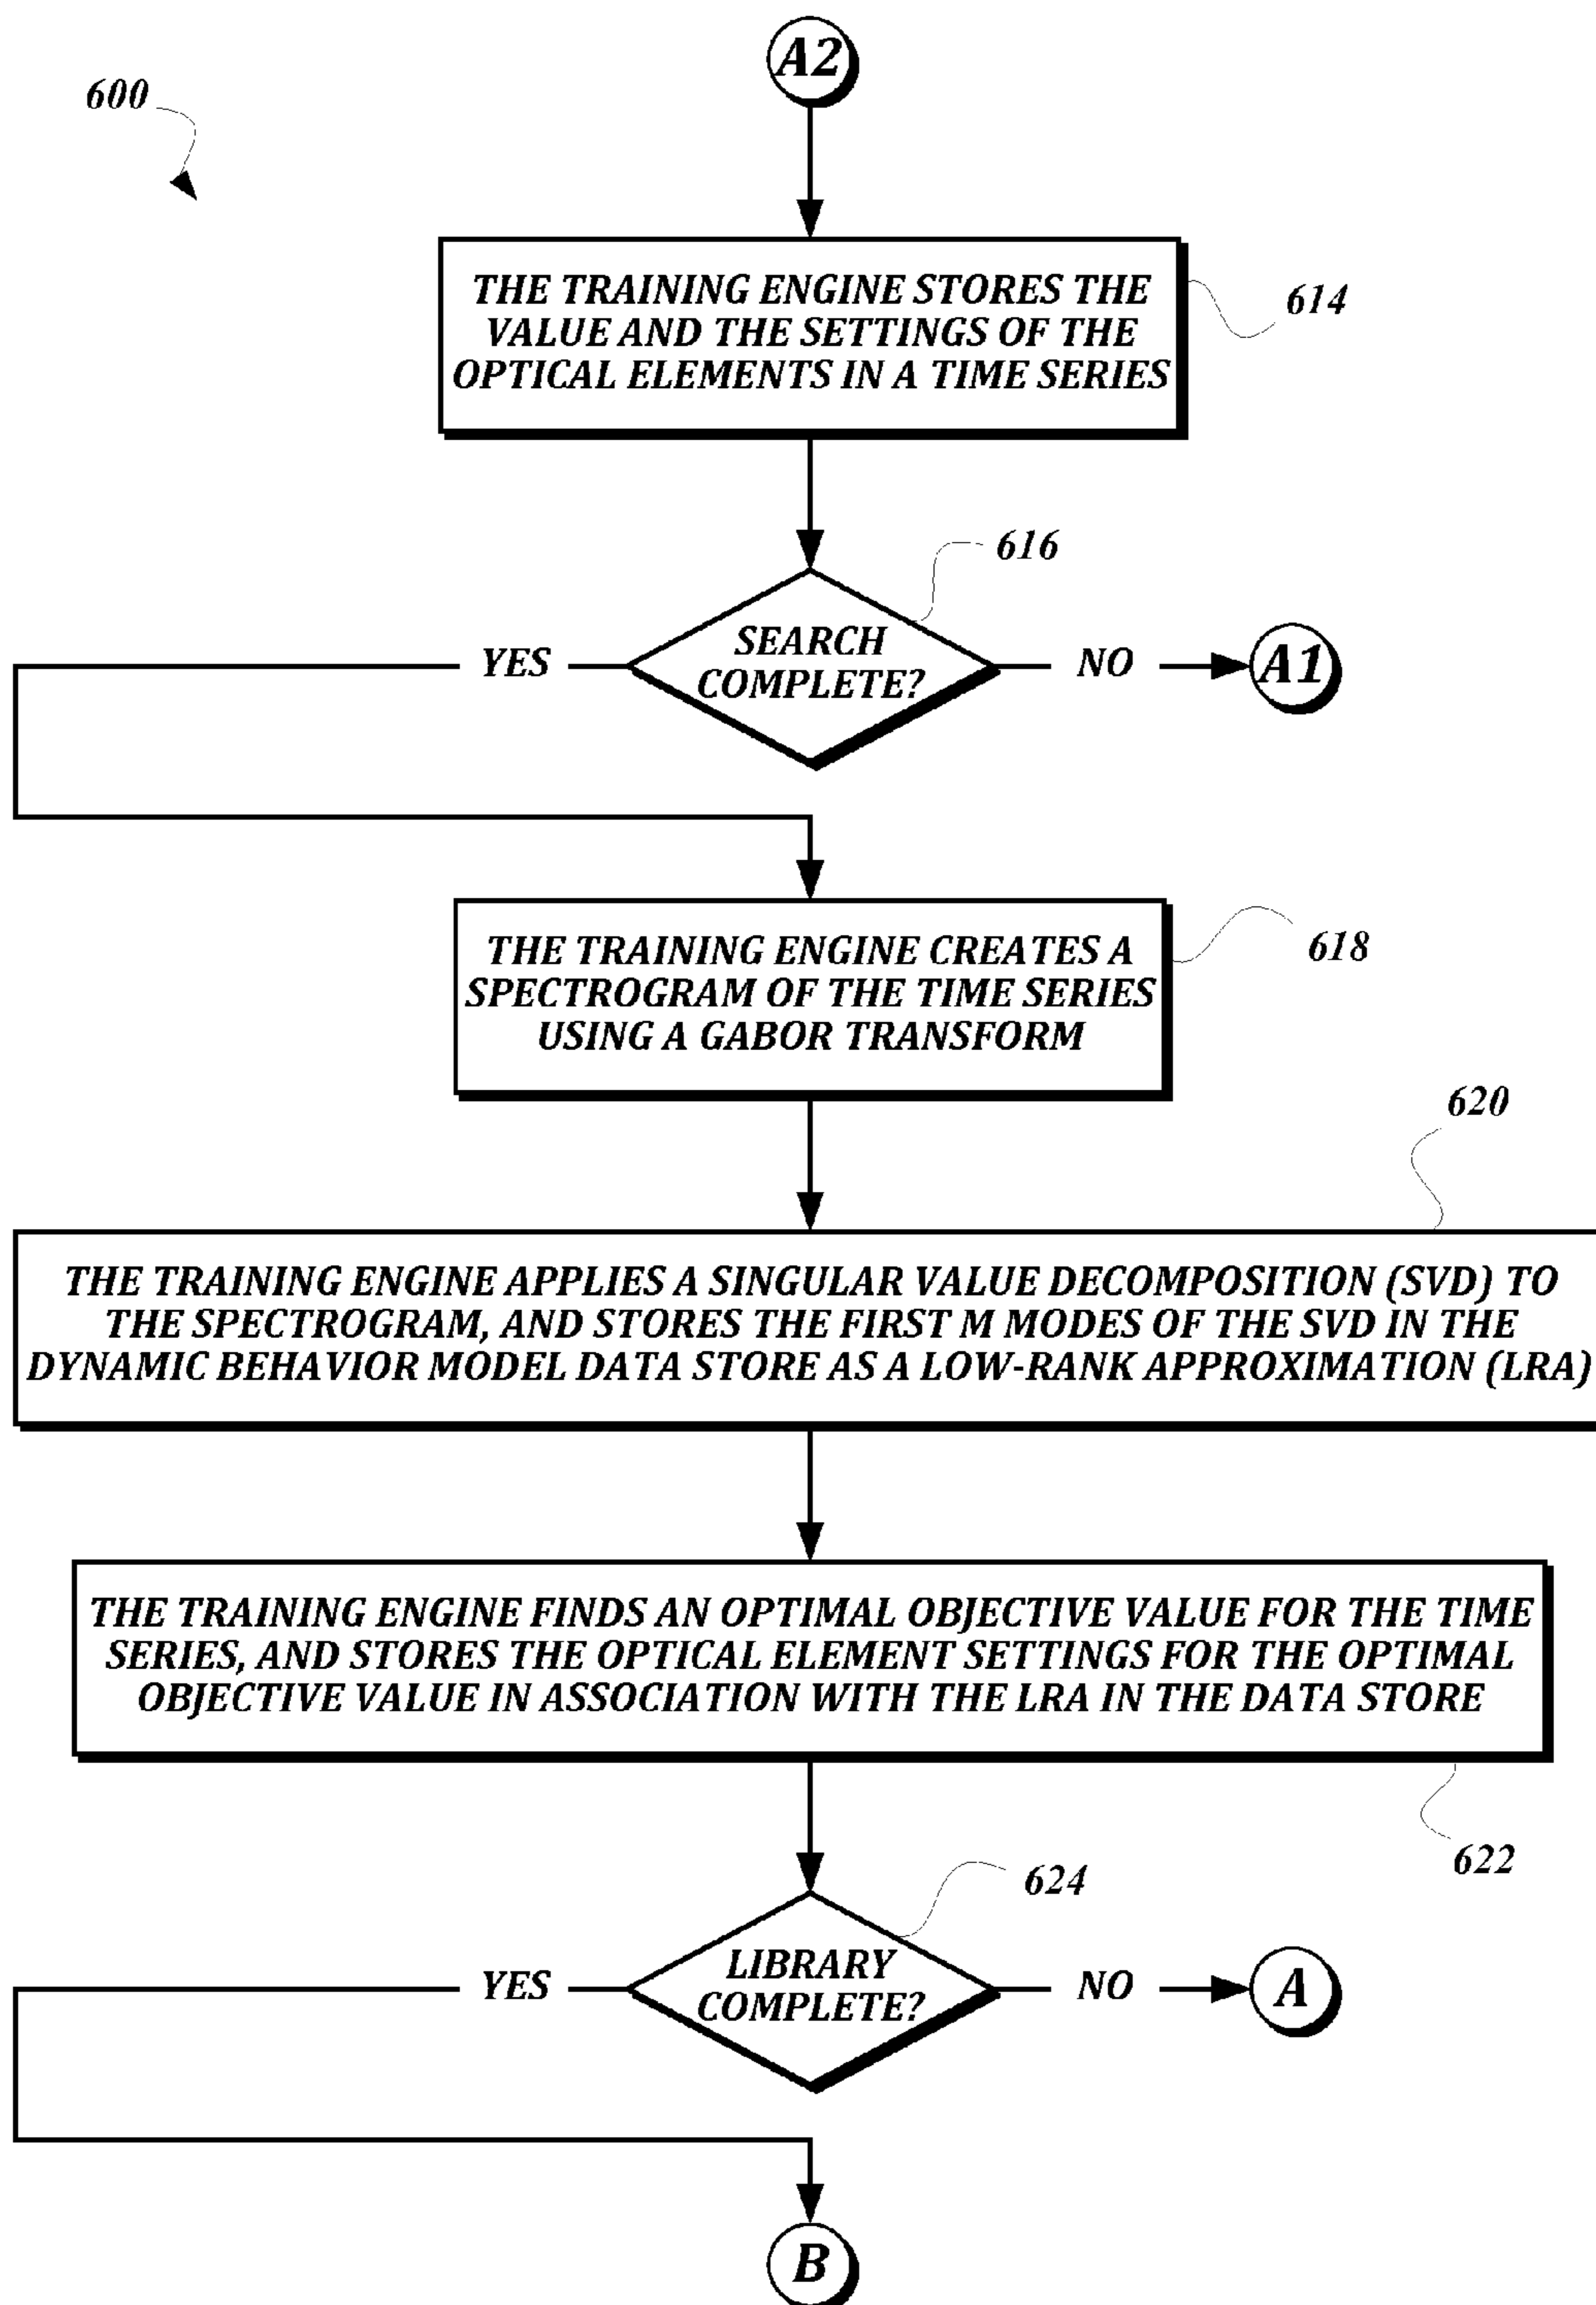 A2
600
THE TRAINING ENGINE STORES THE
VALUE AND THE SETTINGS OF THE
OPTICAL ELEMENTS IN A TIME SERIES
614
616
SEARCH
COMPLETE?
YES
NO
A1
THE TRAINING ENGINE CREATES A
SPECTROGRAM OF THE TIME SERIES
USING A GABOR TRANSFORM
618
620
THE TRAINING ENGINE APPLIES A SINGULAR VALUE DECOMPOSITION (SVD) TO
THE SPECTROGRAM, AND STORES THE FIRST M MODES OF THE SVD IN THE
DYNAMIC BEHAVIOR MODEL DATA STORE AS A LOW-RANK APPROXIMATION (LRA)
THE TRAINING ENGINE FINDS AN OPTIMAL OBJECTIVE VALUE FOR THE TIME
SERIES, AND STORES THE OPTICAL ELEMENT SETTINGS FOR THE OPTIMAL
OBJECTIVE VALUE IN ASSOCIATION WITH THE LRA IN THE DATA STORE
622
624
LIBRARY
COMPLETE?
YES
NO
A
B